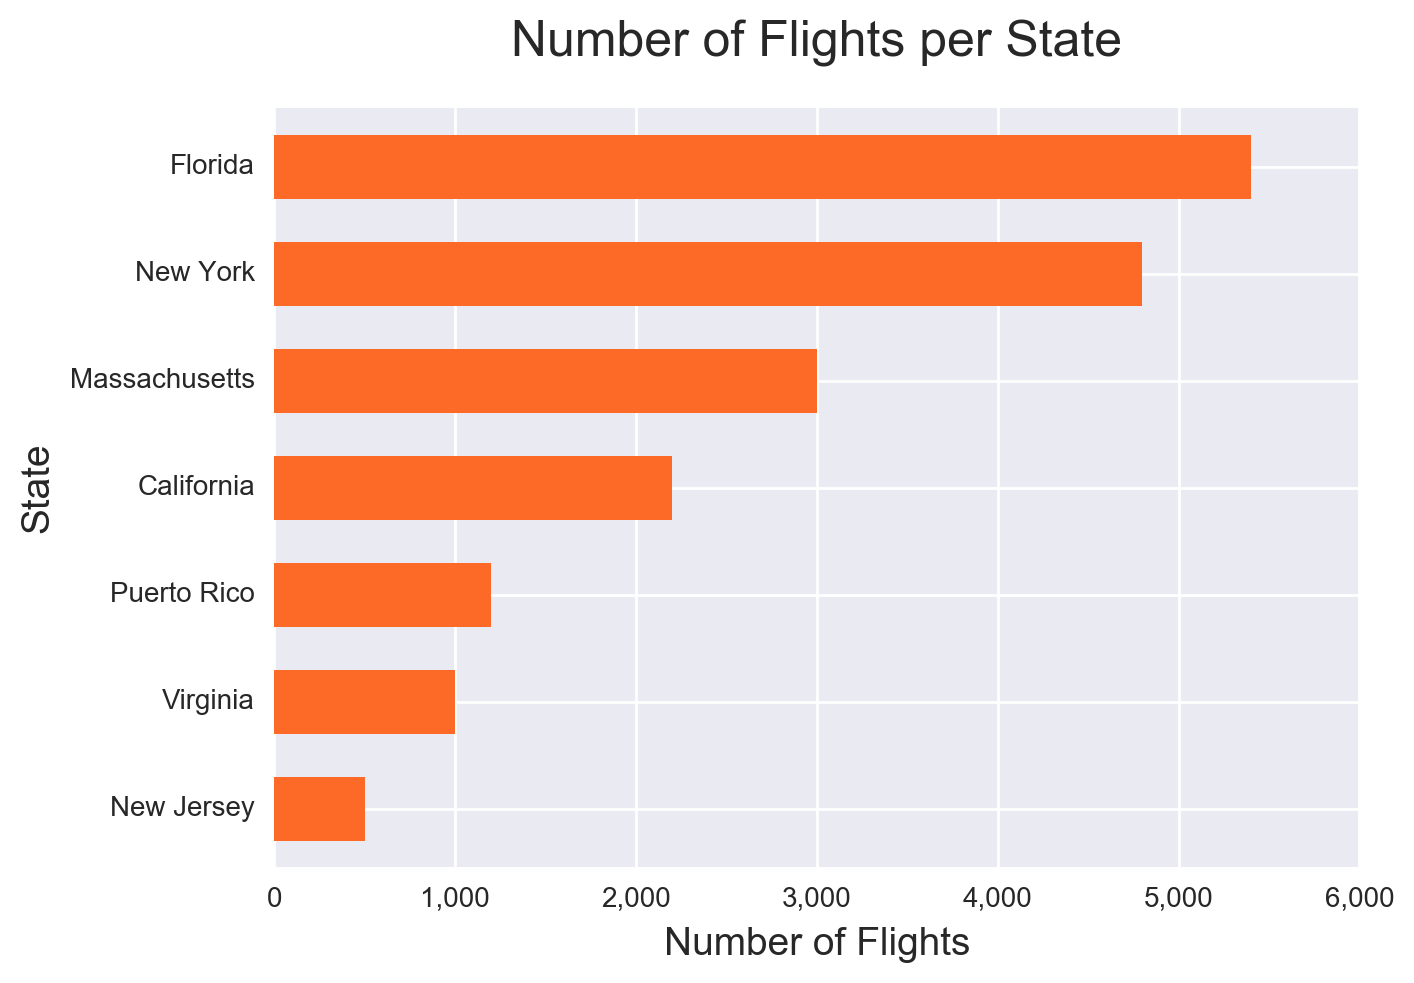 Number of Flights per State
Florida
New York
Massachusetts
California
Puerto Rico
Virginia
New Jersey
State
0 1,000 2,000 3,000 4,000 5,000 6,000
Number of Flights